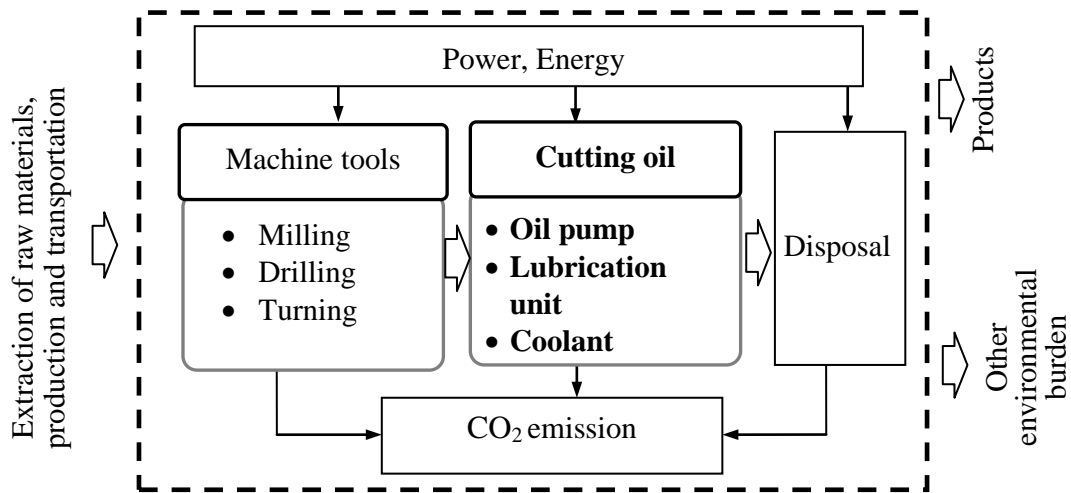 Extraction of raw materials,
production and transportation
Power, Energy
Machine tools
• Milling
• Drilling
• Turning
Cutting oil
• Oil pump
• Lubrication
unit
• Coolant
Disposal
CO₂ emission
Products
Other
environmental
burden